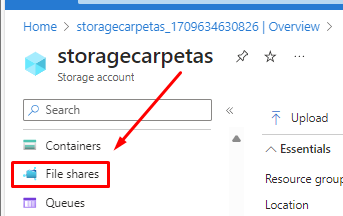 Home > storagecarpetas_1709634630826 | Overview >
storagecarpetas
Storage account
Search
Upload
Containers
Essentials
File shares
Resource group
Queues
Location